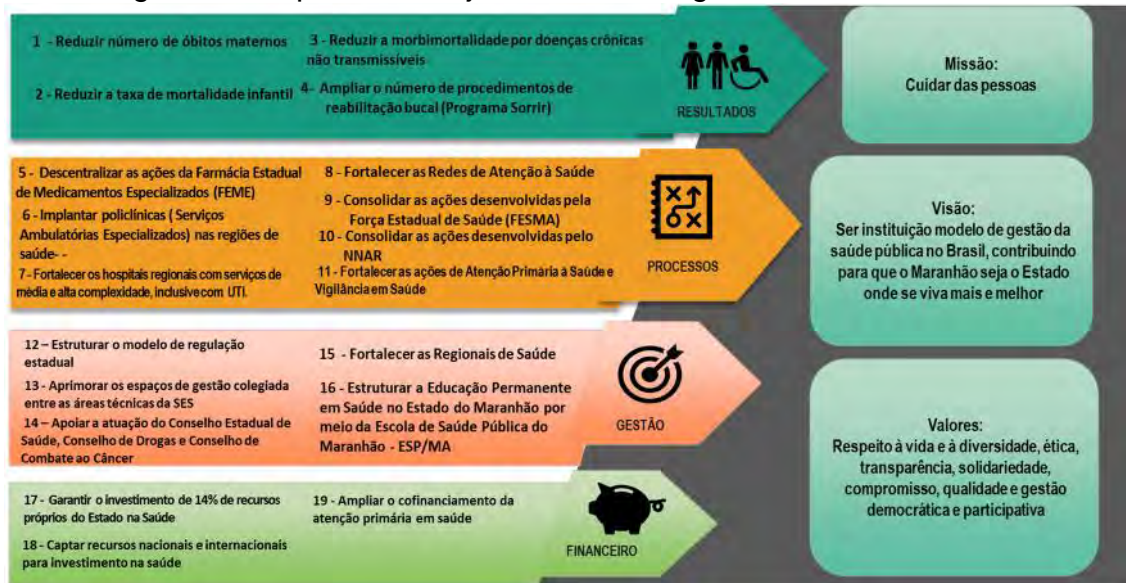 1 - Reduzir número de óbitos maternos
2 - Reduzir a taxa de mortalidade infantil
3 - Reduzir a morbimortalidade por doenças crônicas
não transmissíveis
4- Ampliar o número de procedimentos de
reabilitação bucal (Programa Sorrir)
RESULTADOS
5 - Descentralizar as ações da Farmácia Estadual
de Medicamentos Especializados (FEME)
6 - Implantar policlínicas ( Serviços
Ambulatórias Especializados) nas regiões de
saúde- -
7 - Fortalecer os hospitais regionais com serviços de
média e alta complexidade, inclusive com UTI.
8 - Fortalecer as Redes de Atenção à Saúde
9 - Consolidar as ações desenvolvidas pela
Força Estadual de Saúde (FESMA)
10 - Consolidar as ações desenvolvidas pelo
NNAR
11 - Fortalecer as ações de Atenção Primária à Saúde e
Vigilância em Saúde
PROCESSOS
12 – Estruturar o modelo de regulação
estadual
13 - Aprimorar os espaços de gestão colegiada
entre as áreas técnicas da SES
14 – Apoiar a atuação do Conselho Estadual de
Saúde, Conselho de Drogas e Conselho de
Combate ao Câncer
15 - Fortalecer as Regionais de Saúde
16 - Estruturar a Educação Permanente
em Saúde no Estado do Maranhão por
meio da Escola de Saúde Pública do
Maranhão - ESP/MA
GESTÃO
17 - Garantir o investimento de 14% de recursos
próprios do Estado na Saúde
18 - Captar recursos nacionais e internacionais
para investimento na saúde
19 - Ampliar o cofinanciamento da
atenção primária em saúde
FINANCEIRO
Missão:
Cuidar das pessoas
Visão:
Ser instituição modelo de gestão da
saúde pública no Brasil, contribuindo
para que o Maranhão seja o Estado
onde se viva mais e melhor
Valores:
Respeito à vida e à diversidade, ética,
transparência, solidariedade,
compromisso, qualidade e gestão
democrática e participativa